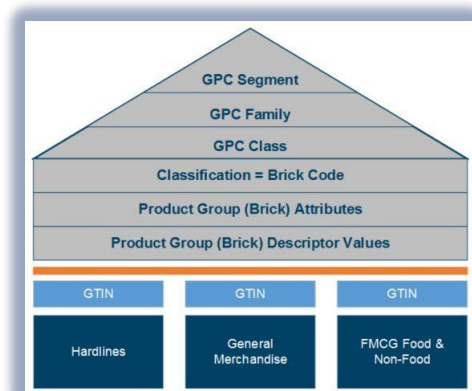 GPC Segment
GPC Family
GPC Class
Classification = Brick Code
Product Group (Brick) Attributes
Product Group (Brick) Descriptor Values
GTIN
GTIN
GTIN
Hardlines
General
Merchandise
FMCG Food &
Non-Food